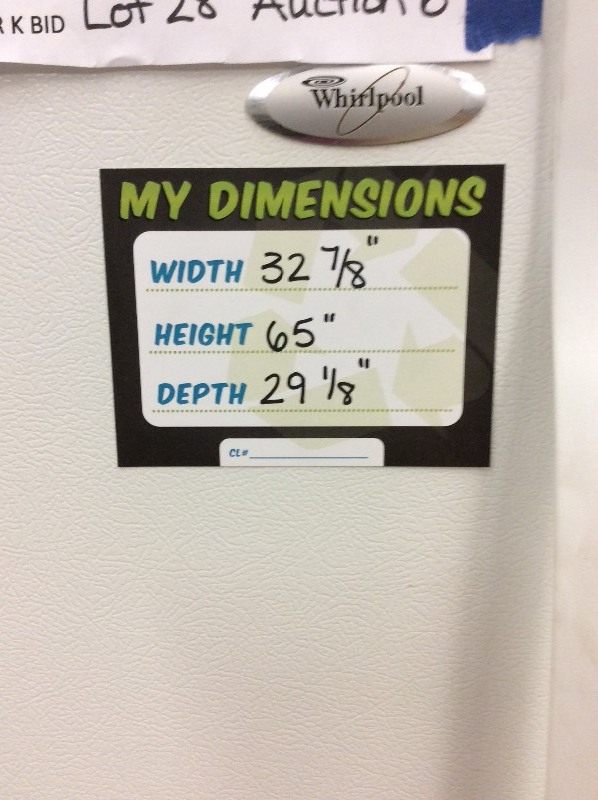 K BID Lot 28 Auction
Whirlpool
MY DIMENSIONS
WIDTH 32 7/8"
HEIGHT 65"
DEPTH 29 1/8"
CL#